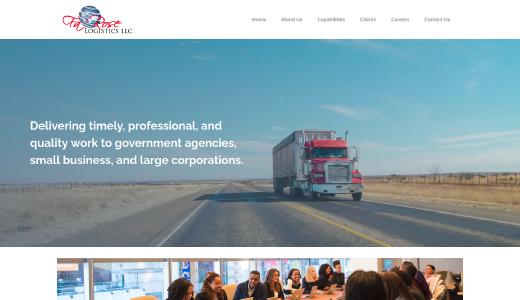 FaRose
LOGISTICS LLC
Home About Us Capabilities Clients Careers Contact Us
Delivering timely, professional, and
quality work to government agencies,
small business, and large corporations.